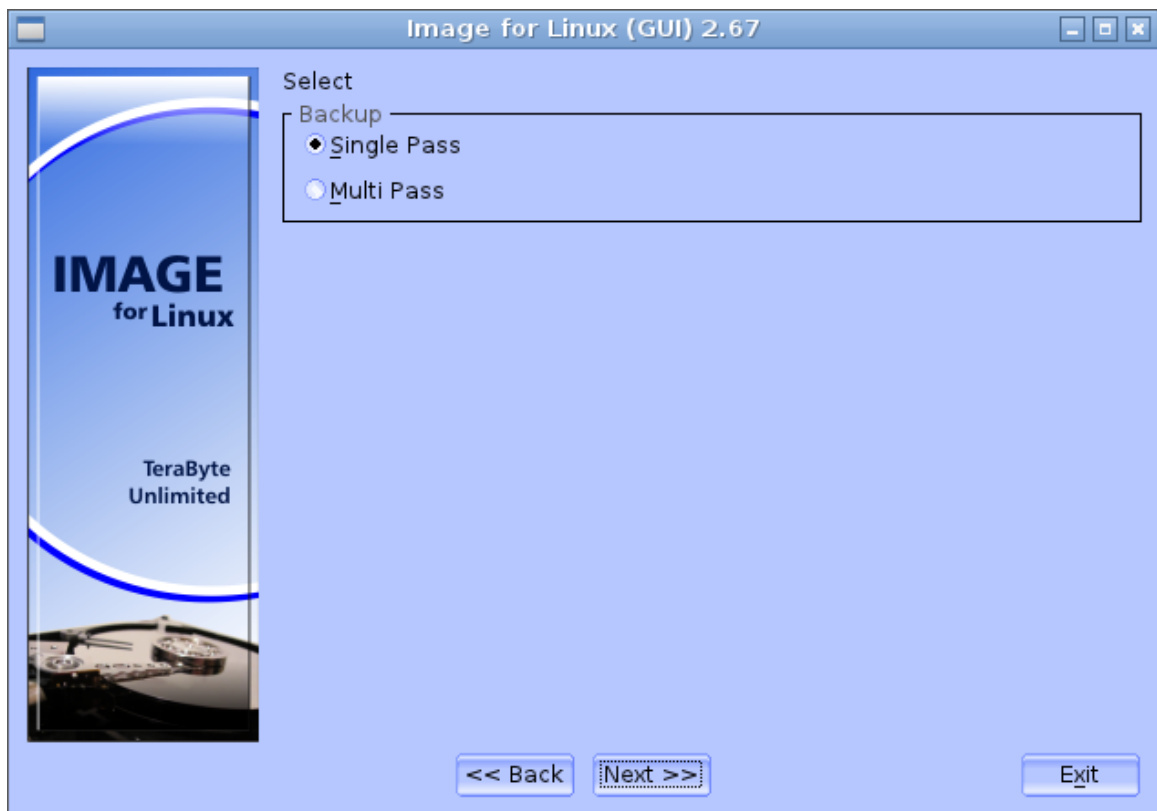 Image for Linux (GUI) 2.67
IMAGE
for Linux
TeraByte
Unlimited
Select
Backup
Single Pass
Multi Pass
<< Back
Next >>
Exit